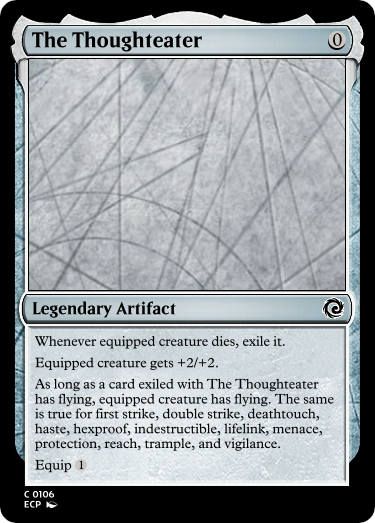 The Thoughteater 0
Legendary Artifact
Whenever equipped creature dies, exile it.
Equipped creature gets +2/+2.
As long as a card exiled with The Thoughteater
has flying, equipped creature has flying. The same
is true for first strike, double strike, deathtouch,
haste, hexproof, indestructible, lifelink, menace,
protection, reach, trample, and vigilance.
Equip 1
C 0106
ECP